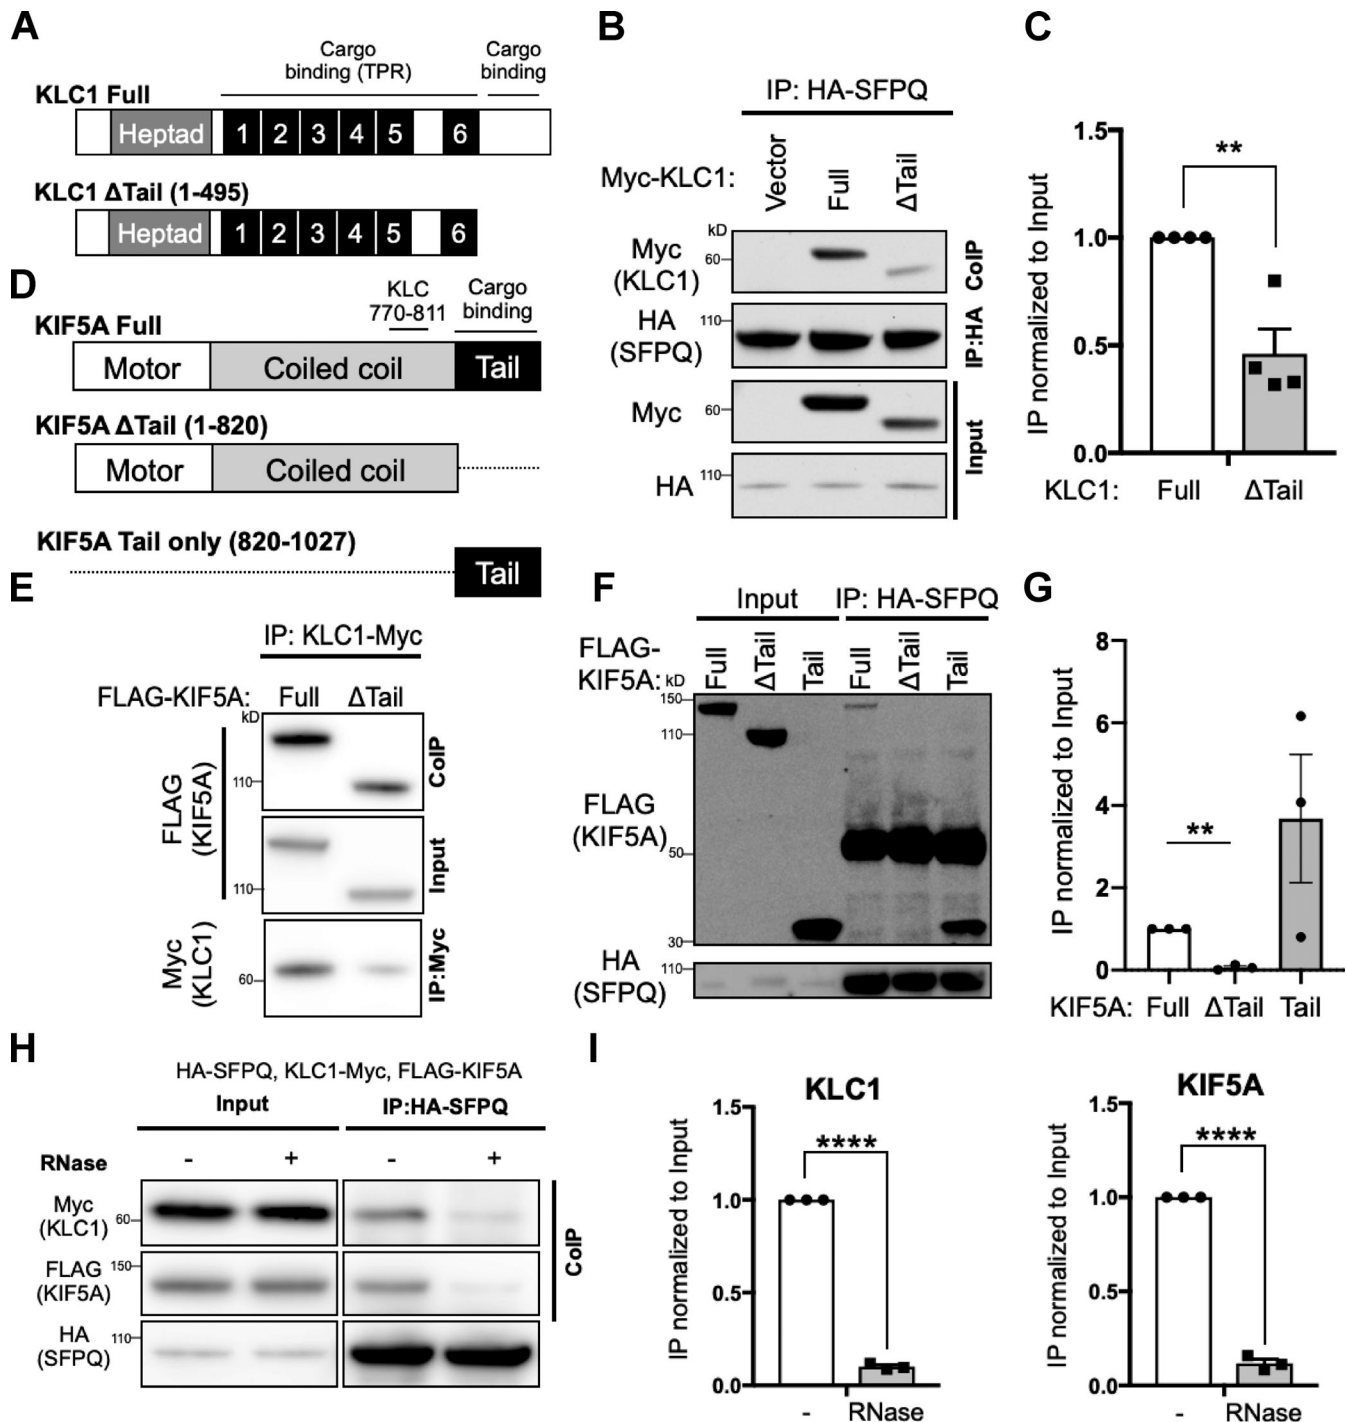 A
Cargo
binding (TPR)
Cargo
binding
KLC1 Full
Heptad 1 2 3 4 5 6
KLC1 ΔTail (1-495)
Heptad 1 2 3 4 5 6
B
IP: HA-SFPQ
Myc-KLC1: Vector Full ΔTail
kD
Myc
(KLC1)
60
CoIP
HA
(SFPQ)
110
IP:HA
Myc
60
HA
110
Input
C
1.5
1.0
0.5
0.0
IP normalized to Input
**
KLC1: Full ΔTail
D
KLC
770-811
Cargo
binding
KIF5A Full
Motor Coiled coil Tail
KIF5A ΔTail (1-820)
Motor Coiled coil
KIF5A Tail only (820-1027)
Tail
E
IP: KLC1-Myc
FLAG-KIF5A: Full ΔTail
kD
FLAG
(KIF5A)
110
CoIP
110
Input
Myc
(KLC1)
60
IP:Myc
F
Input IP: HA-SFPQ
FLAG-
KIF5A: kD Full ΔTail Tail Full ΔTail Tail
150
110
FLAG
(KIF5A)
50
30
HA
(SFPQ)
110
G
8
6
4
2
0
IP normalized to Input
**
KIF5A: Full ΔTail Tail
H
HA-SFPQ, KLC1-Myc, FLAG-KIF5A
Input IP:HA-SFPQ
RNase - + - +
Myc
(KLC1)
60
FLAG
(KIF5A)
150
HA
(SFPQ)
110
CoIP
I
KLC1
1.5
1.0
0.5
0.0
IP normalized to Input
****
- RNase
KIF5A
1.5
1.0
0.5
0.0
IP normalized to Input
****
- RNase